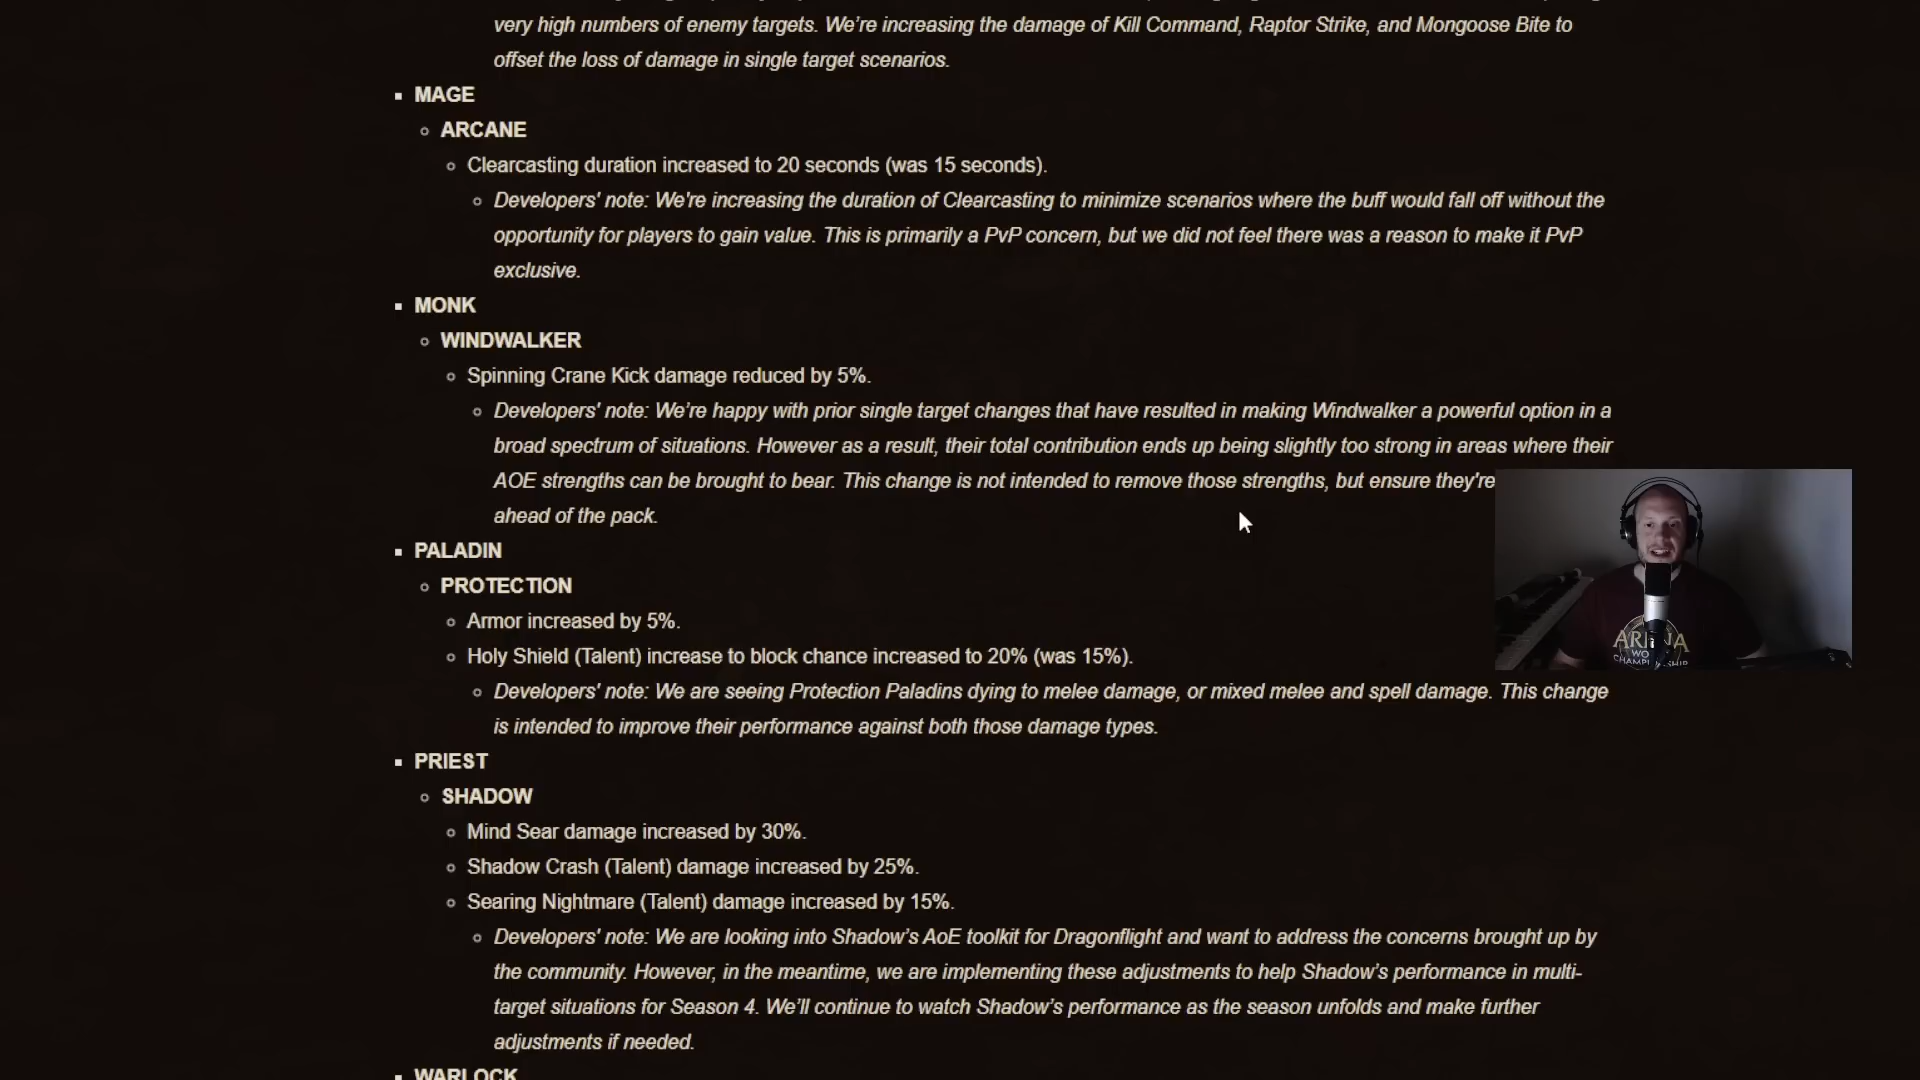 very high numbers of enemy targets. We’re increasing the damage of Kill Command, Raptor Strike, and Mongoose Bite to
offset the loss of damage in single target scenarios.
MAGE
ARCANE
Clearcasting duration increased to 20 seconds (was 15 seconds).
Developers' note: We're increasing the duration of Clearcasting to minimize scenarios where the buff would fall off without the
opportunity for players to gain value. This is primarily a PvP concern, but we did not feel there was a reason to make it PvP
exclusive.
MONK
WINDWALKER
Spinning Crane Kick damage reduced by 5%.
Developers' note: We’re happy with prior single target changes that have resulted in making Windwalker a powerful option in a
broad spectrum of situations. However as a result, their total contribution ends up being slightly too strong in areas where their
AOE strengths can be brought to bear. This change is not intended to remove those strengths, but ensure they're
ahead of the pack.
PALADIN
PROTECTION
Armor increased by 5%.
Holy Shield (Talent) increase to block chance increased to 20% (was 15%).
Developers' note: We are seeing Protection Paladins dying to melee damage, or mixed melee and spell damage. This change
is intended to improve their performance against both those damage types.
PRIEST
SHADOW
Mind Sear damage increased by 30%.
Shadow Crash (Talent) damage increased by 25%.
Searing Nightmare (Talent) damage increased by 15%.
Developers' note: We are looking into Shadow’s AoE toolkit for Dragonflight and want to address the concerns brought up by
the community. However, in the meantime, we are implementing these adjustments to help Shadow’s performance in multi-
target situations for Season 4. We’ll continue to watch Shadow’s performance as the season unfolds and make further
adjustments if needed.
WARLOCK